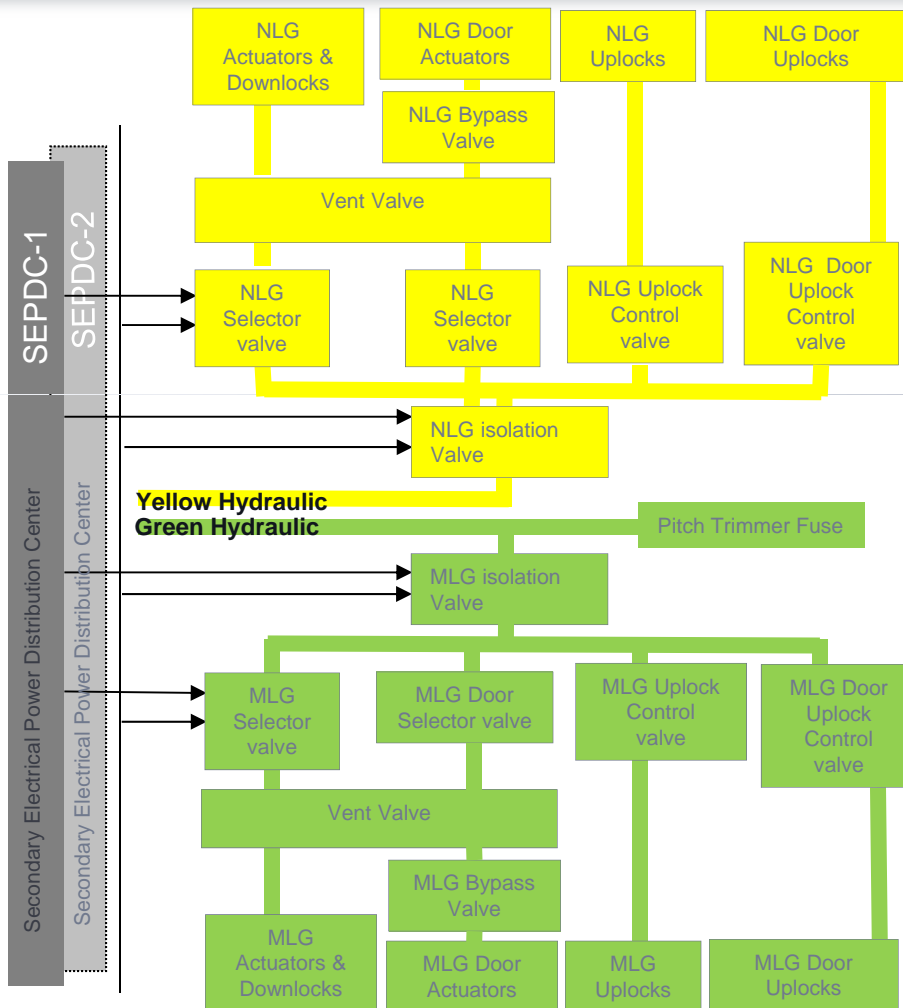 NLG
Actuators &
Downlocks
NLG Door
Actuators
NLG
Uplocks
NLG Door
Uplocks
NLG Bypass
Valve
Vent Valve
SEPDC-1
SEPDC-2
NLG
Selector
valve
NLG
Selector
valve
NLG Uplock
Control
valve
NLG Door
Uplock
Control
valve
NLG isolation
Valve
Secondary Electrical Power Distribution Center
Secondary Electrical Power Distribution Center
Yellow Hydraulic
Green Hydraulic
Pitch Trimmer Fuse
MLG isolation
Valve
MLG
Selector
valve
MLG Door
Selector valve
MLG Uplock
Control
valve
MLG Door
Uplock
Control
valve
Vent Valve
MLG Bypass
Valve
MLG
Actuators &
Downlocks
MLG Door
Actuators
MLG
Uplocks
MLG Door
Uplocks